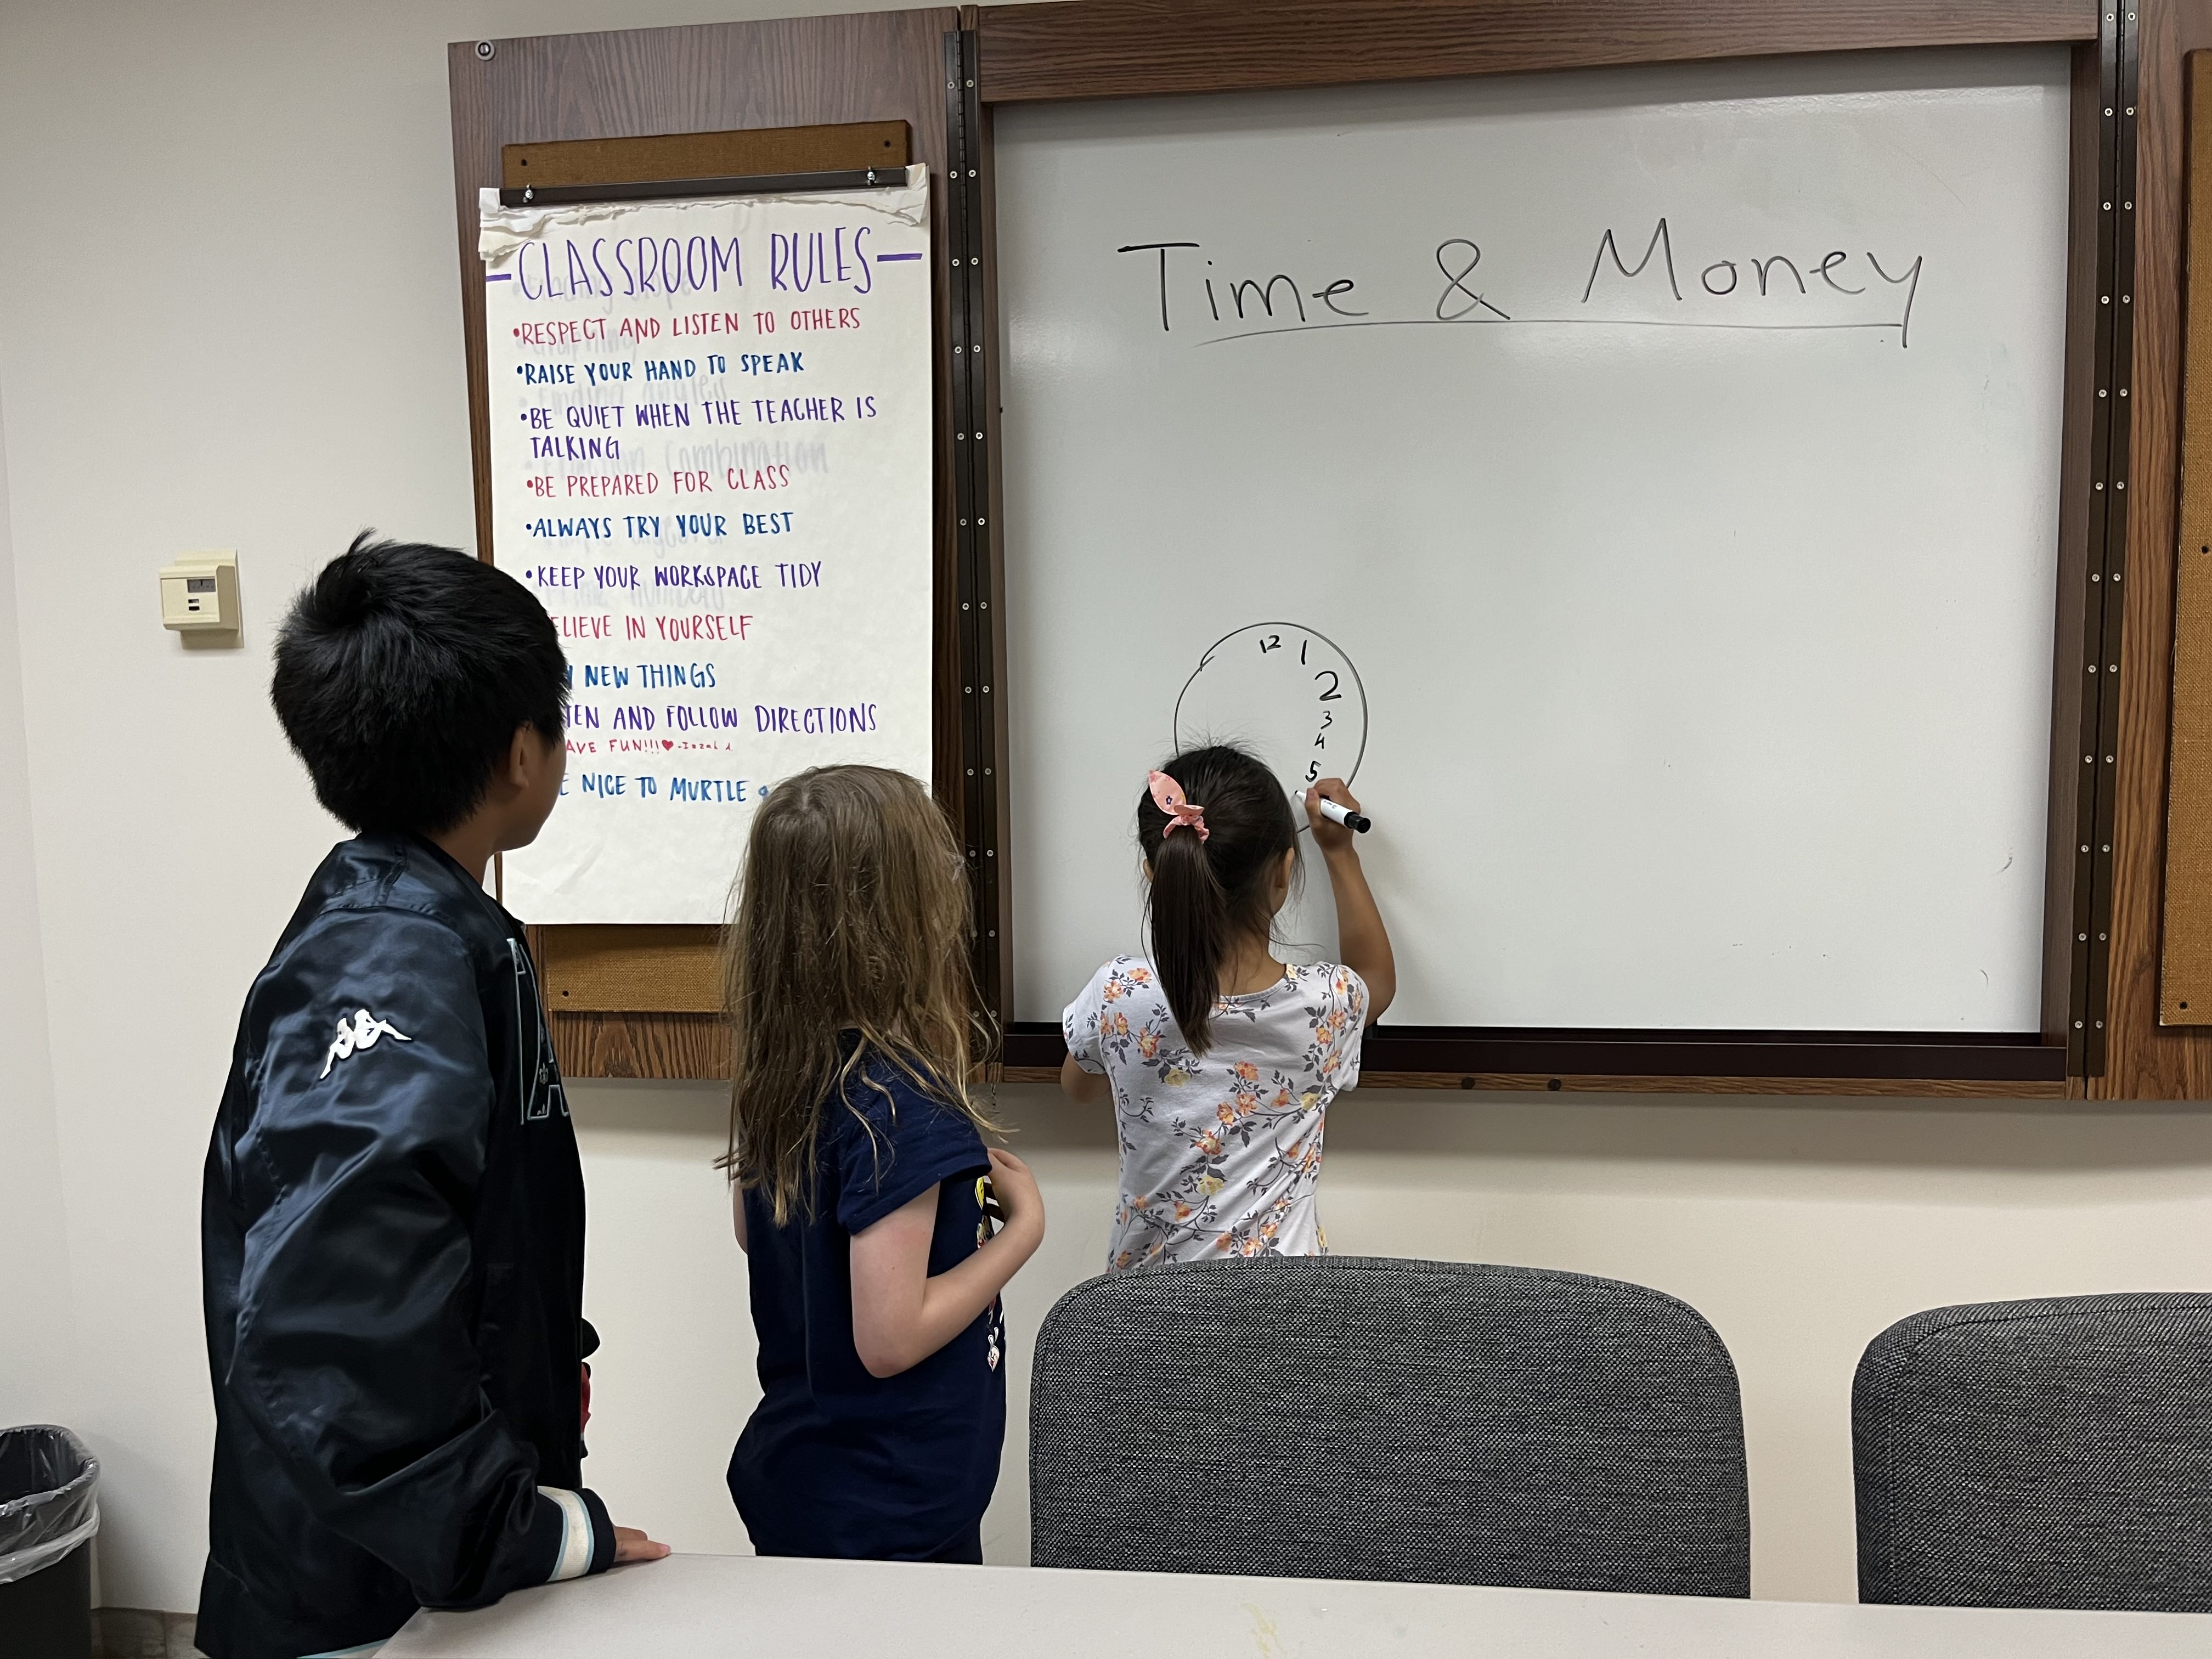 CLASSROOM RULES
•RESPECT AND LISTEN TO OTHERS
•RAISE YOUR HAND TO SPEAK
•BE QUIET WHEN THE TEACHER IS
TALKING
•BE PREPARED FOR CLASS
•ALWAYS TRY YOUR BEST
•KEEP YOUR WORKSPACE TIDY
ELIEVE IN YOURSELF
NEW THINGS
TEN AND FOLLOW DIRECTIONS
AVE FUN!!!♥
E NICE TO MURTLE
Time & Money
12
1
2
3
4
5